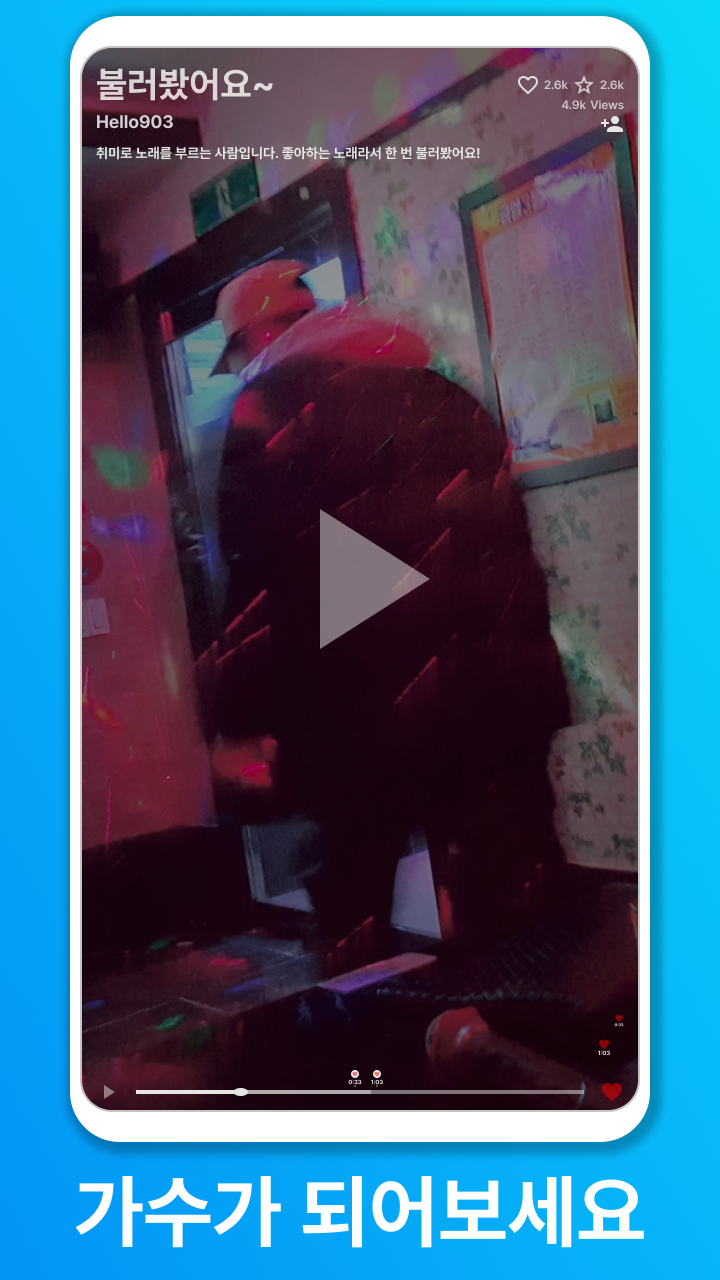 불러봤어요~
2.6k 2.6k
4.9k Views
Hello903
취미로 노래를 부르는 사람입니다. 좋아하는 노래라서 한 번 불러봤어요!
0:33
1:03
0:33 1:03
가수가 되어보세요